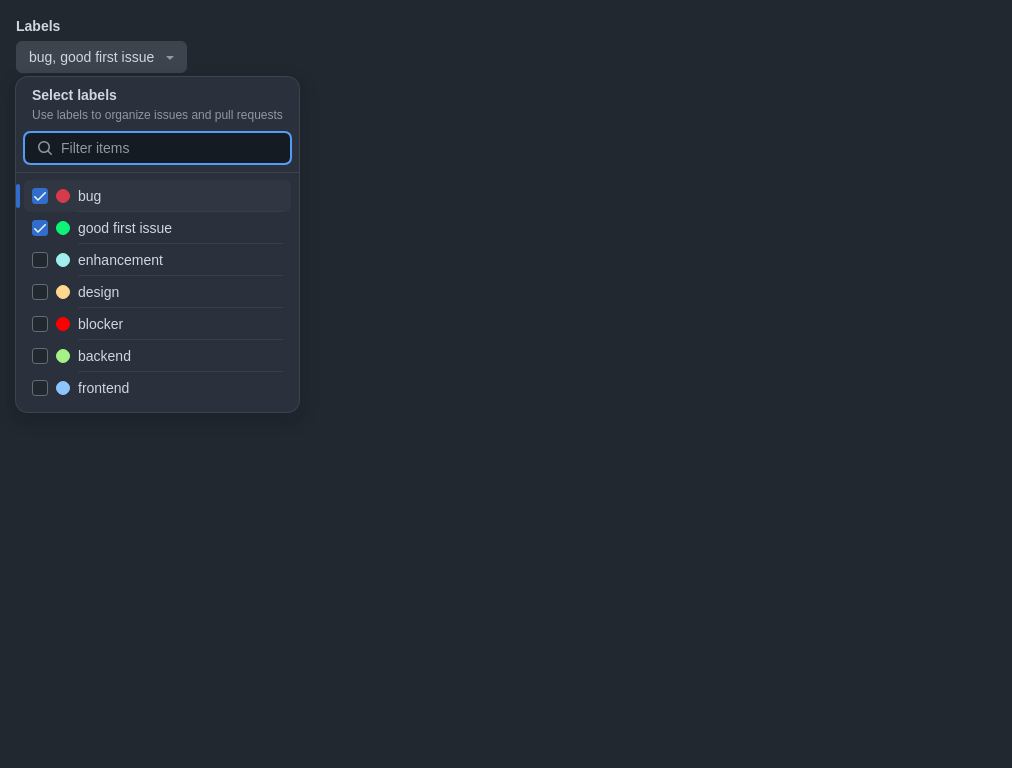 Labels
bug, good first issue
Select labels
Use labels to organize issues and pull requests
Filter items
bug
good first issue
enhancement
design
blocker
backend
frontend